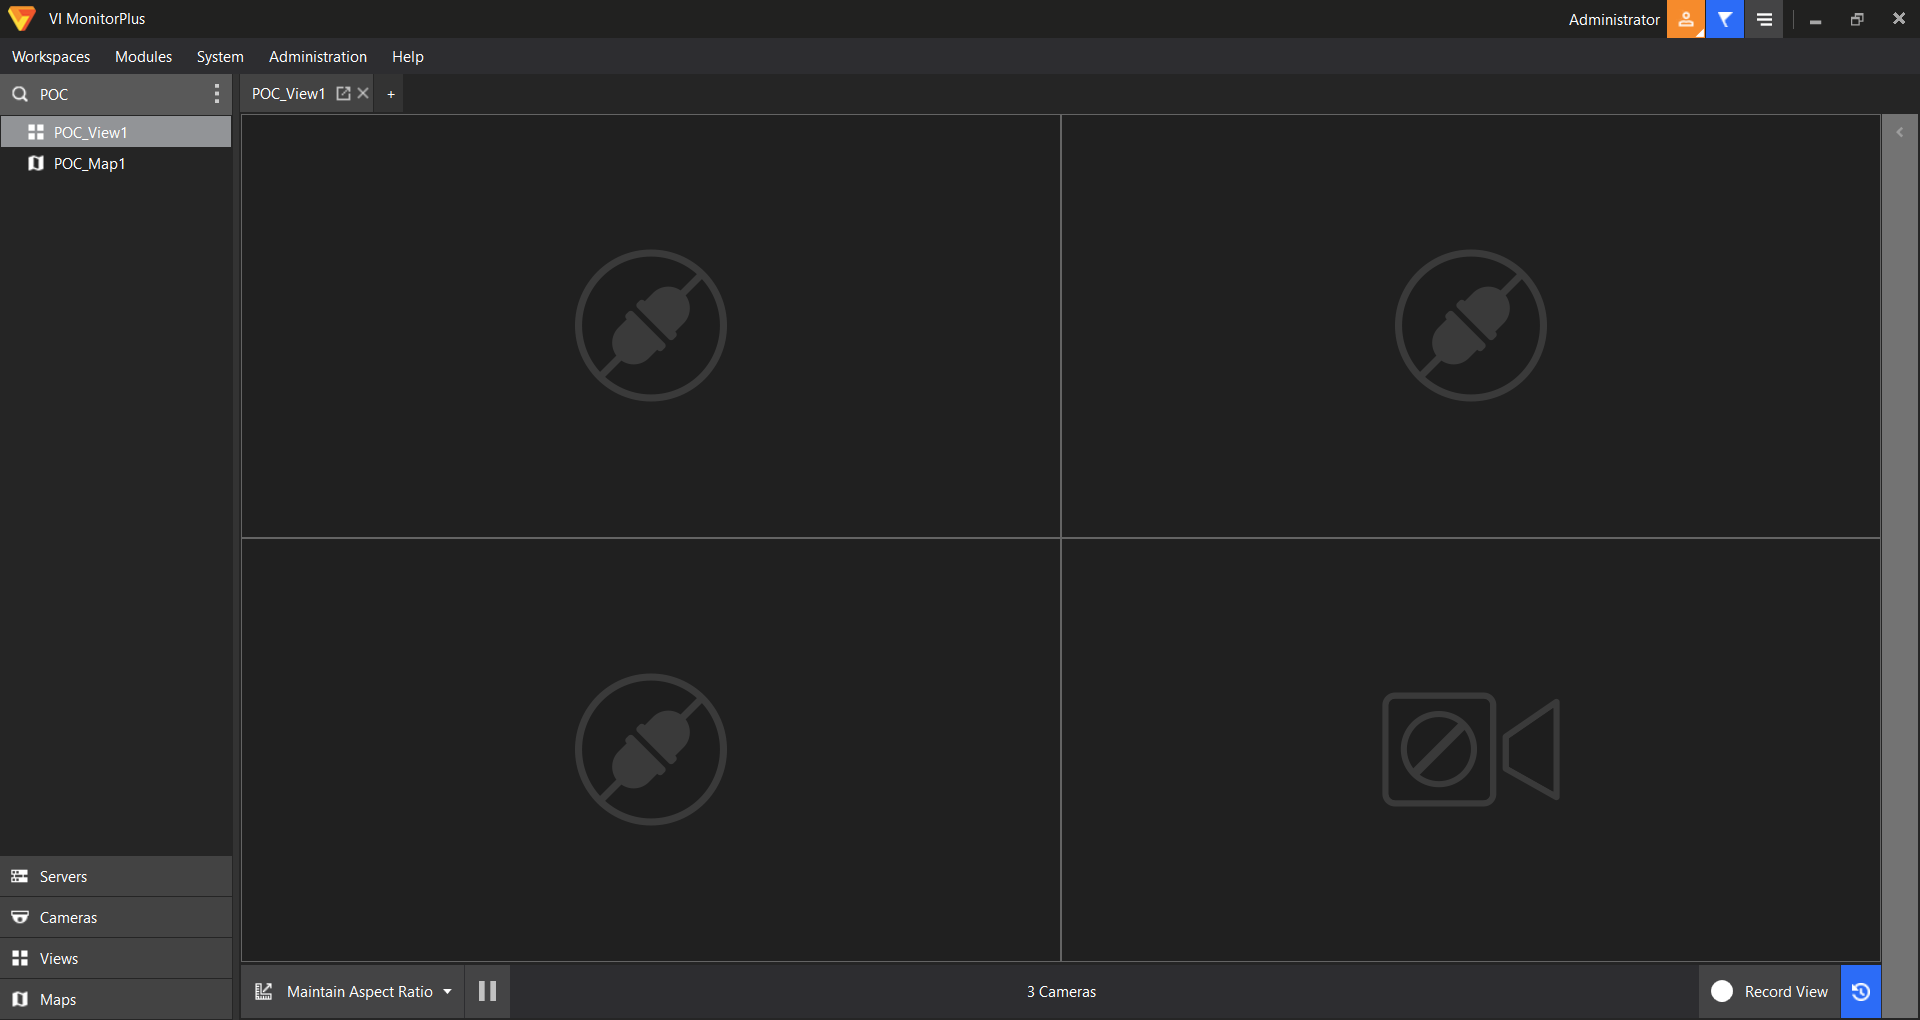 VI MonitorPlus
Administrator
Workspaces Modules System Administration Help
POC
POC_View1 +
POC_View1
POC_Map1
Servers
Cameras
Views
Maps
Maintain Aspect Ratio
3 Cameras
Record View